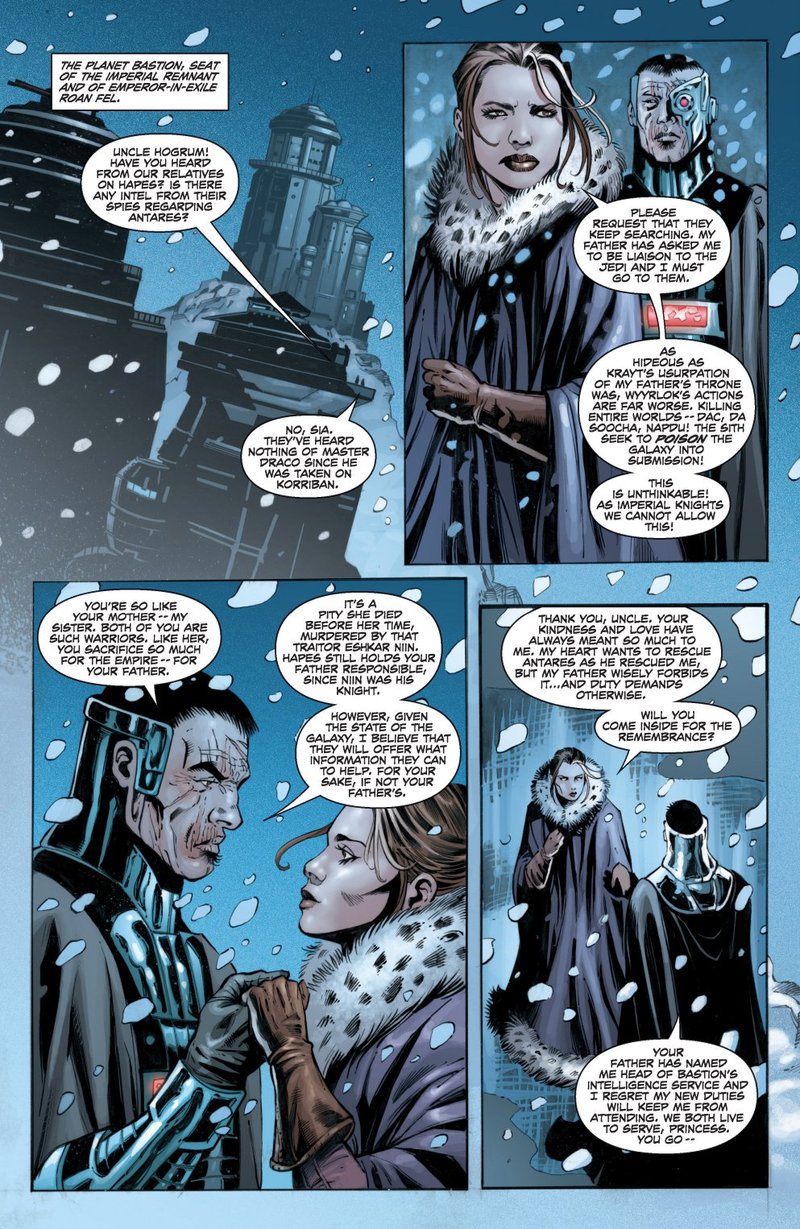 THE PLANET BASTION, SEAT
OF THE IMPERIAL REMNANT
AND OF EMPEROR-IN-EXILE
ROAN FEL.
UNCLE HOGRUM!
HAVE YOU HEARD
FROM OUR RELATIVES
ON HAPES? IS THERE
ANY INTEL FROM THEIR
SPIES REGARDING
ANTARES?
NO, SIA.
THEY'VE HEARD
NOTHING OF MASTER
DRACO SINCE HE
WAS TAKEN ON
KORRIBAN.
PLEASE
REQUEST THAT THEY
KEEP SEARCHING. MY
FATHER HAS ASKED ME
TO BE LIAISON TO THE
JEDI AND I MUST
GO TO THEM.
AS
HIDEOUS AS
KRAYT'S USURPATION
OF MY FATHER'S THRONE
WAS, WYYRLOK'S ACTIONS
ARE FAR WORSE. KILLING
ENTIRE WORLDS -- DAC, DA
SOOCHA, NAPDU! THE SITH
SEEK TO POISON THE
GALAXY INTO
SUBMISSION!
THIS
IS UNTHINKABLE!
AS IMPERIAL KNIGHTS
WE CANNOT ALLOW
THIS!
YOU'RE SO LIKE
YOUR MOTHER -- MY
SISTER. BOTH OF YOU ARE
SUCH WARRIORS. LIKE HER,
YOU SACRIFICE SO MUCH
FOR THE EMPIRE -- FOR
YOUR FATHER.
IT'S A
PITY SHE DIED
BEFORE HER TIME,
MURDERED BY THAT
TRAITOR ESHKAR NIIN.
HAPES STILL HOLDS YOUR
FATHER RESPONSIBLE,
SINCE NIIN WAS HIS
KNIGHT.
HOWEVER, GIVEN
THE STATE OF THE
GALAXY, I BELIEVE THAT
THEY WILL OFFER WHAT
INFORMATION THEY CAN
TO HELP. FOR YOUR
SAKE, IF NOT YOUR
FATHER'S.
THANK YOU, UNCLE. YOUR
KINDNESS AND LOVE HAVE
ALWAYS MEANT SO MUCH TO
ME. MY HEART WANTS TO RESCUE
ANTARES AS HE RESCUED ME,
BUT MY FATHER WISELY FORBIDS
IT...AND DUTY DEMANDS
OTHERWISE.
WILL YOU
COME INSIDE FOR THE
REMEMBRANCE?
YOUR
FATHER HAS NAMED
ME HEAD OF BASTION'S
INTELLIGENCE SERVICE AND
I REGRET MY NEW DUTIES
WILL KEEP ME FROM
ATTENDING. WE BOTH LIVE
TO SERVE, PRINCESS.
YOU GO --